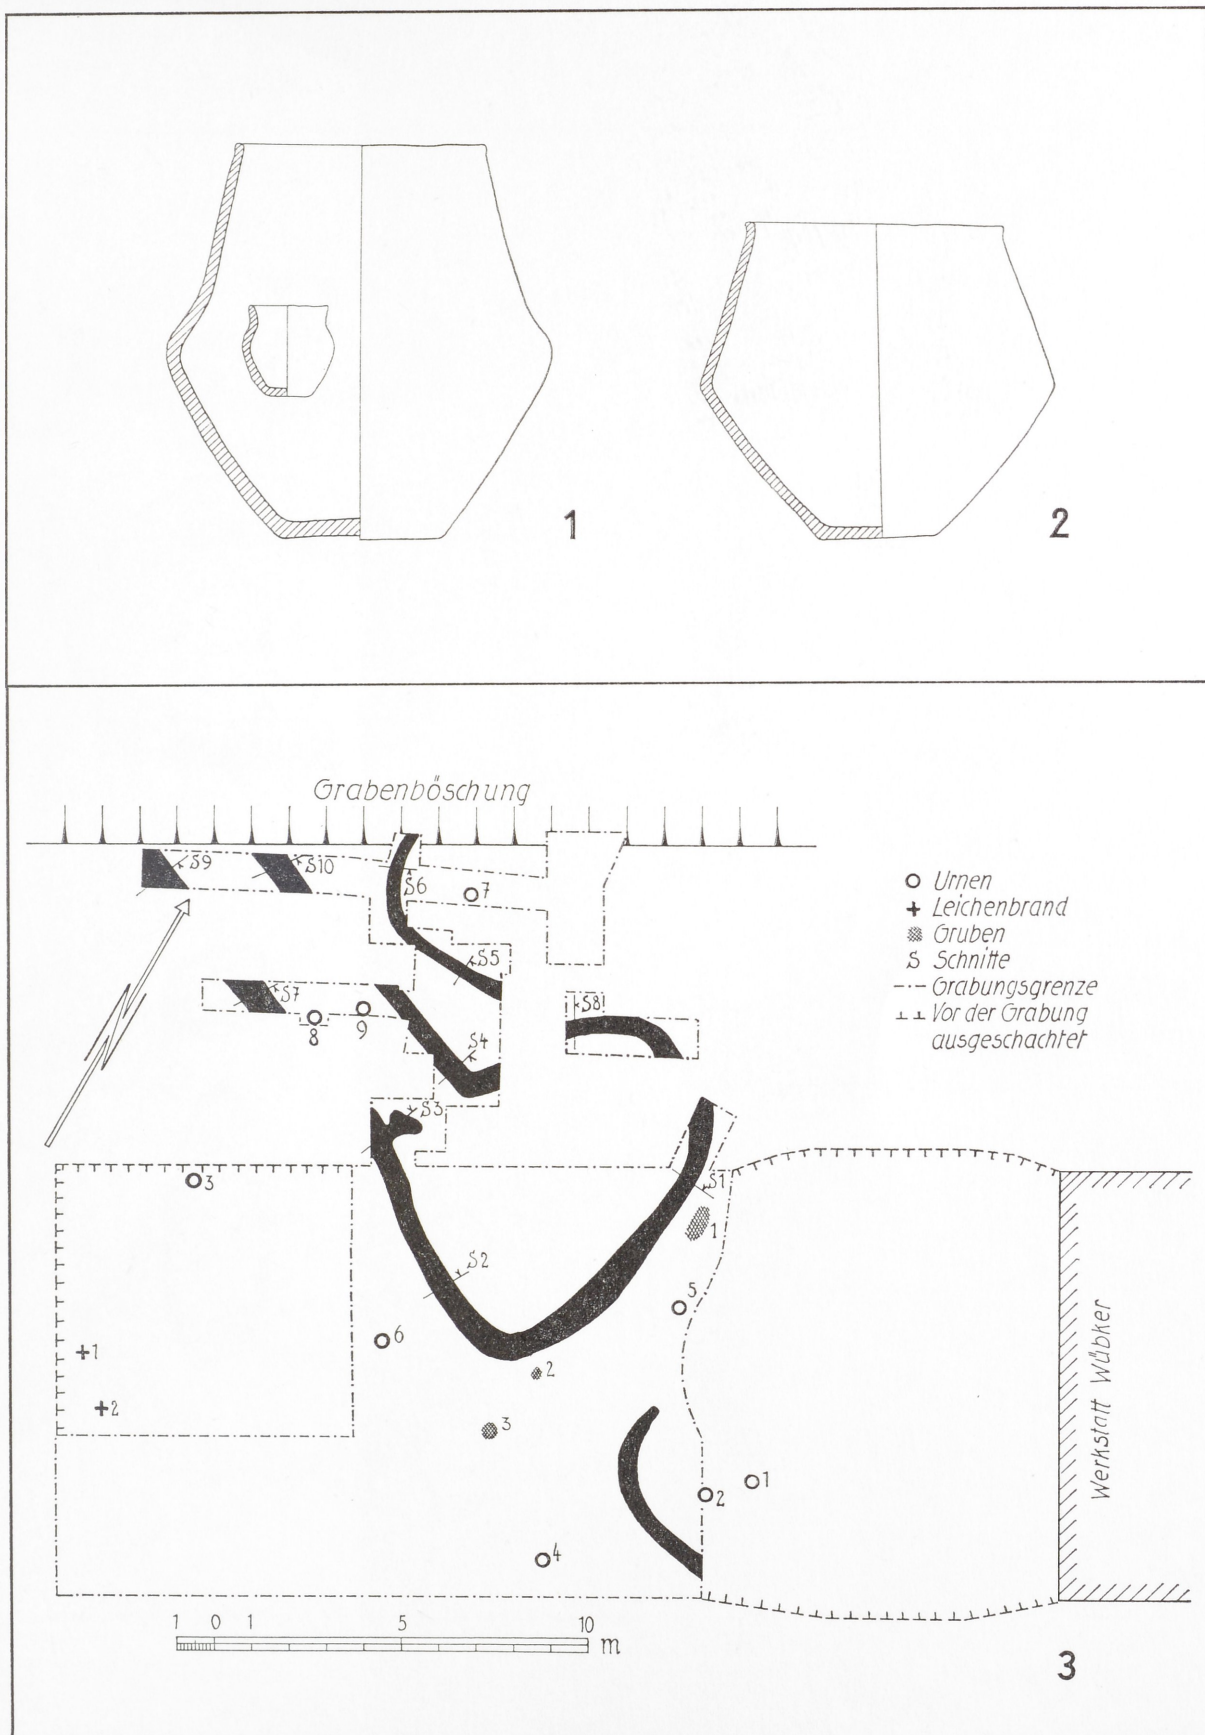 1
2
Grabenböschung
S9
S10
S6
7
S5
S7
8
9
S4
S8
S3
3
S1
1
S2
5
6
2
1
2
3
2
1
4
Urnen
Leichenbrand
Gruben
S Schnitte
Grabungsgrenze
Vor der Grabung
ausgeschachtet
Werkstatt Wübker
1 0 1 5 10
m
3